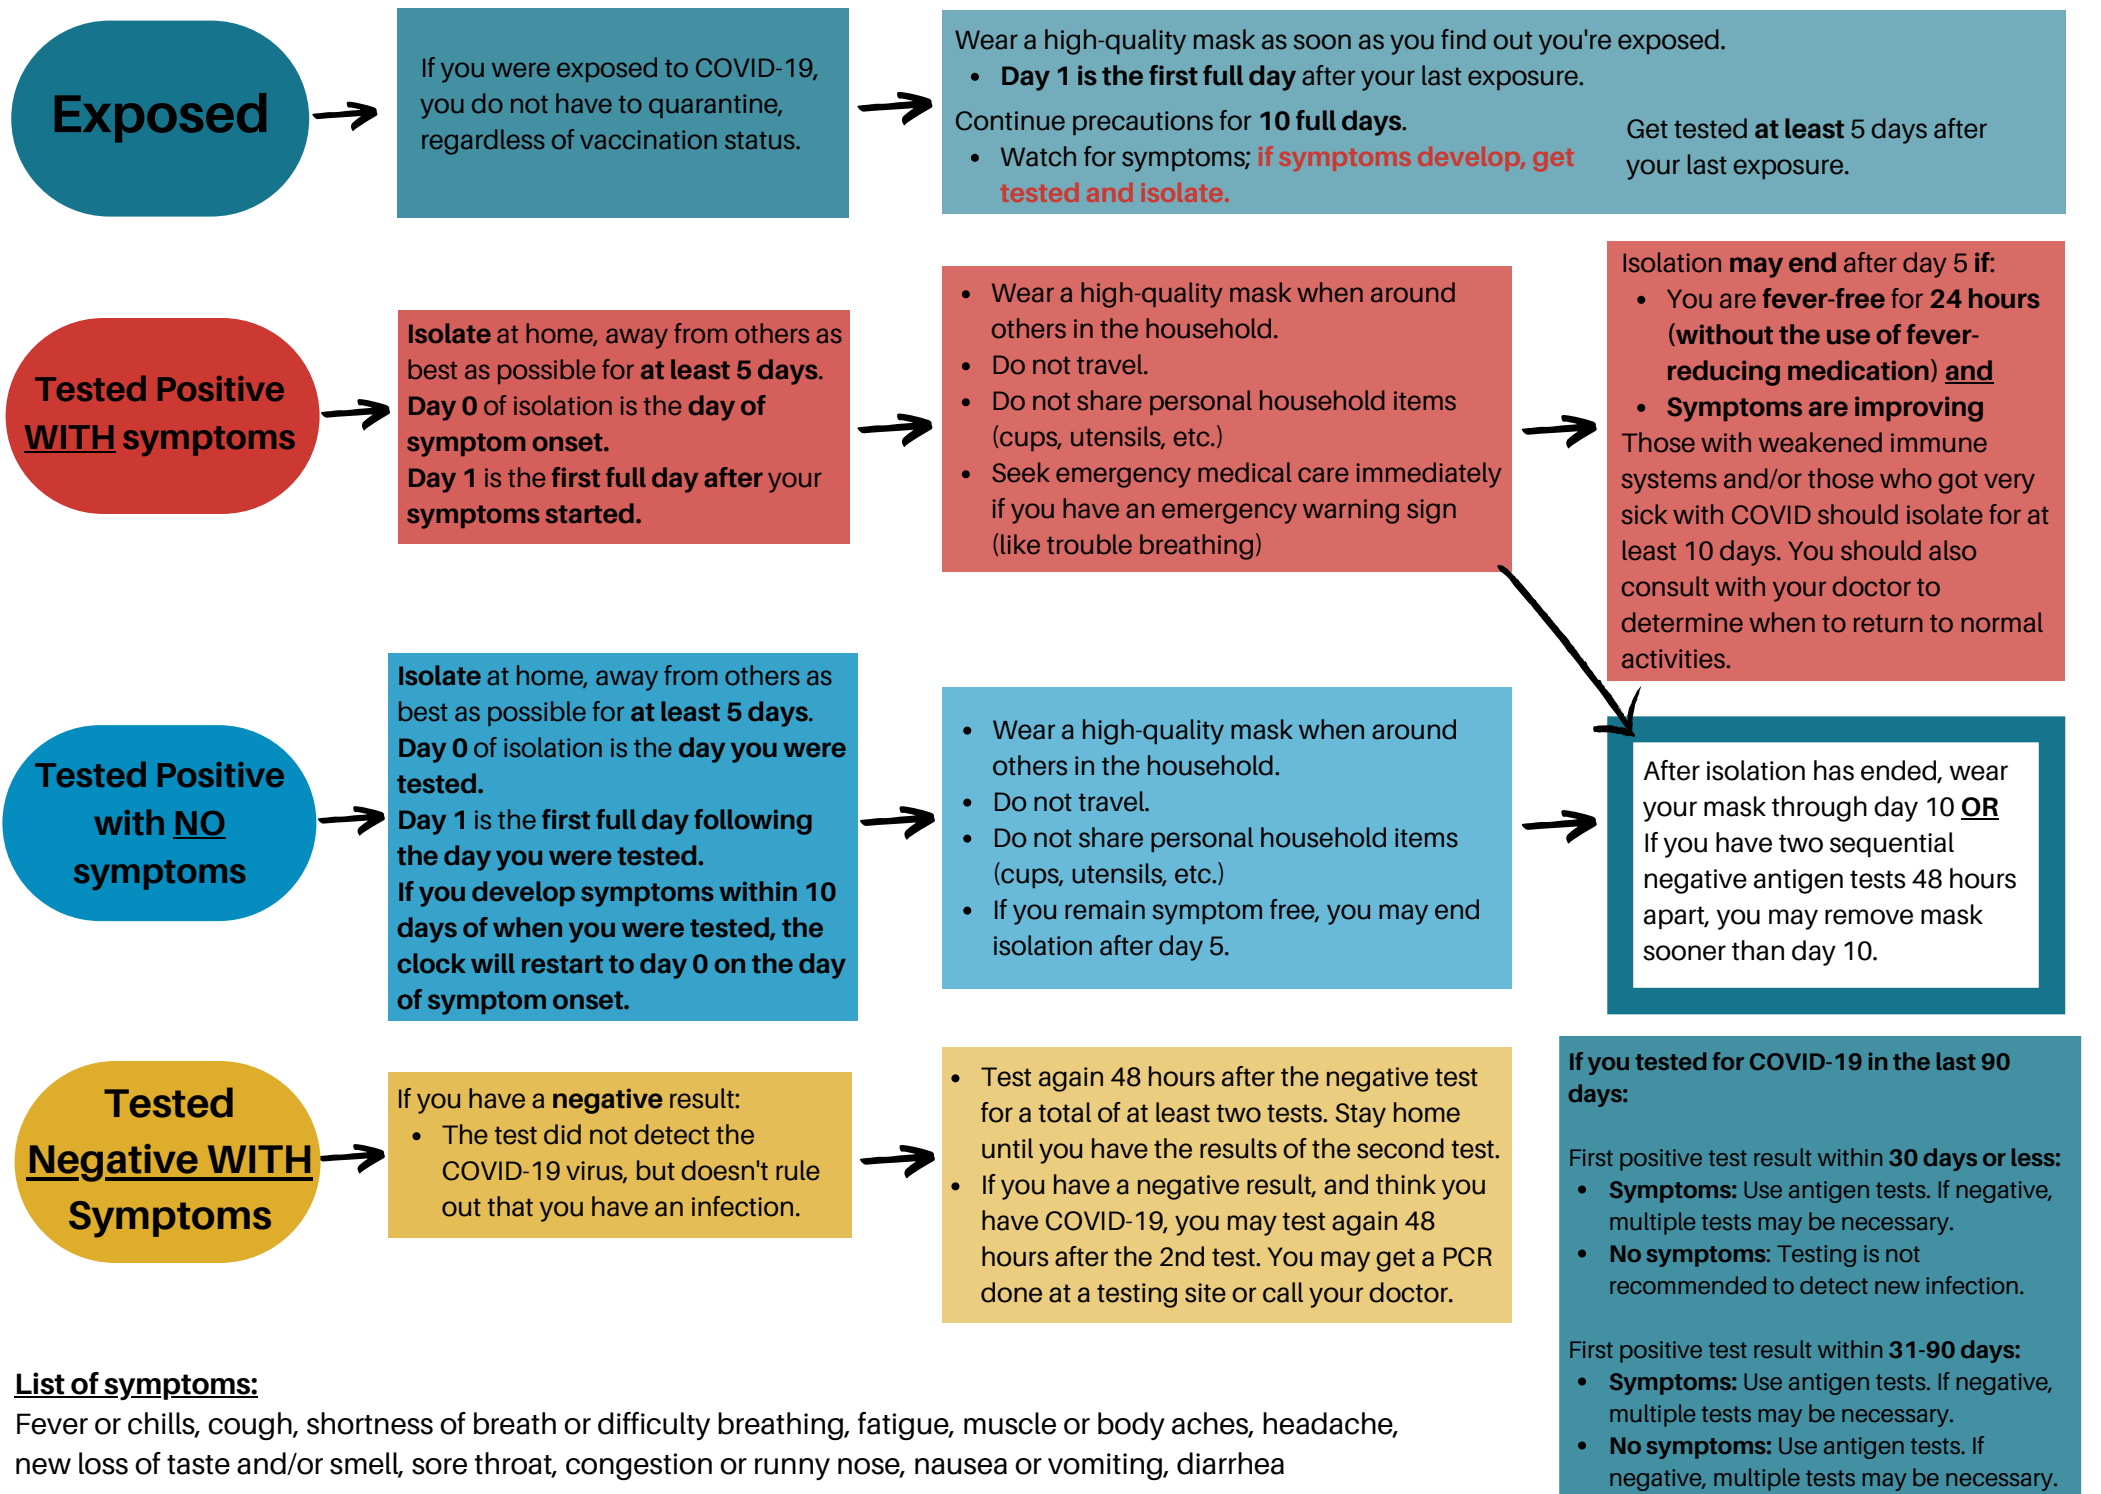 Exposed
If you were exposed to COVID-19,
you do not have to quarantine,
regardless of vaccination status.
Wear a high-quality mask as soon as you find out you're exposed.
• Day 1 is the first full day after your last exposure.
Continue precautions for 10 full days.
• Watch for symptoms; if symptoms develop, get
tested and isolate.
Get tested at least 5 days after
your last exposure.
Tested Positive
WITH symptoms
Isolate at home, away from others as
best as possible for at least 5 days.
Day 0 of isolation is the day of
symptom onset.
Day 1 is the first full day after your
symptoms started.
• Wear a high-quality mask when around
others in the household.
• Do not travel.
• Do not share personal household items
(cups, utensils, etc.)
• Seek emergency medical care immediately
if you have an emergency warning sign
(like trouble breathing)
Isolation may end after day 5 if:
• You are fever-free for 24 hours
(without the use of fever-
reducing medication) and
• Symptoms are improving
Those with weakened immune
systems and/or those who got very
sick with COVID should isolate for at
least 10 days. You should also
consult with your doctor to
determine when to return to normal
activities.
Tested Positive
with NO
symptoms
Isolate at home, away from others as
best as possible for at least 5 days.
Day 0 of isolation is the day you were
tested.
Day 1 is the first full day following
the day you were tested.
If you develop symptoms within 10
days of when you were tested, the
clock will restart to day 0 on the day
of symptom onset.
• Wear a high-quality mask when around
others in the household.
• Do not travel.
• Do not share personal household items
(cups, utensils, etc.)
• If you remain symptom free, you may end
isolation after day 5.
After isolation has ended, wear
your mask through day 10 OR
If you have two sequential
negative antigen tests 48 hours
apart, you may remove mask
sooner than day 10.
Tested
Negative WITH
Symptoms
If you have a negative result:
• The test did not detect the
COVID-19 virus, but doesn't rule
out that you have an infection.
• Test again 48 hours after the negative test
for a total of at least two tests. Stay home
until you have the results of the second test.
• If you have a negative result, and think you
have COVID-19, you may test again 48
hours after the 2nd test. You may get a PCR
done at a testing site or call your doctor.
If you tested for COVID-19 in the last 90
days:
First positive test result within 30 days or less:
• Symptoms: Use antigen tests. If negative,
multiple tests may be necessary.
• No symptoms: Testing is not
recommended to detect new infection.
First positive test result within 31-90 days:
• Symptoms: Use antigen tests. If negative,
multiple tests may be necessary.
• No symptoms: Use antigen tests. If
negative, multiple tests may be necessary.
List of symptoms:
Fever or chills, cough, shortness of breath or difficulty breathing, fatigue, muscle or body aches, headache,
new loss of taste and/or smell, sore throat, congestion or runny nose, nausea or vomiting, diarrhea